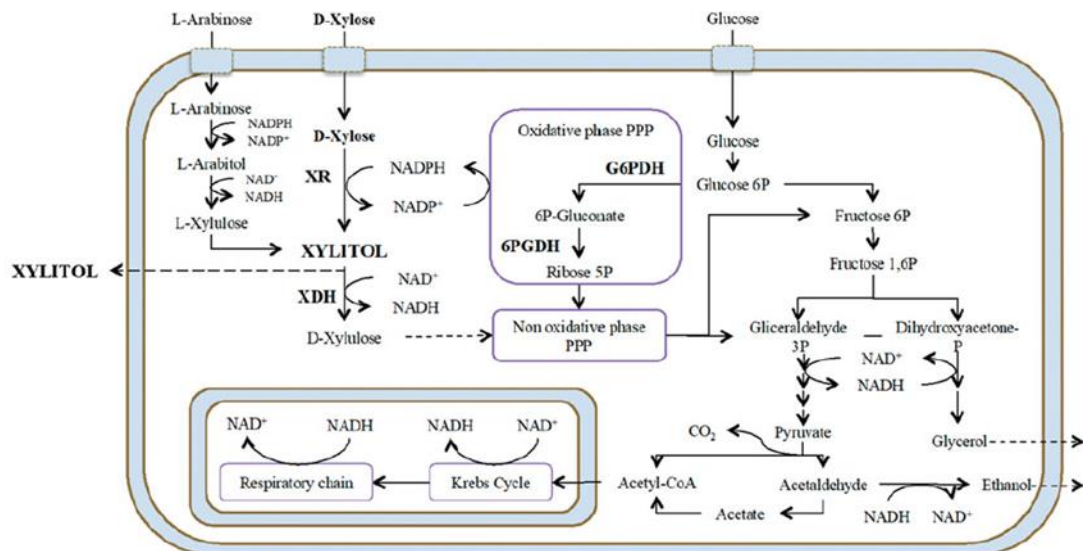 L-Arabinose
D-Xylose
Glucose
L-Arabinose
NADPH
NADP⁺
L-Arabitol
NAD⁺
NADH
L-Xylulose
D-Xylose
XR
NADPH
NADP⁺
XYLITOL
XYLITOL
XDH
NAD⁺
NADH
D-Xylulose
Oxidative phase PPP
G6PDH
6P-Gluconate
6PGDH
Ribose 5P
Non oxidative phase
PPP
Glucose
Glucose 6P
Fructose 6P
Fructose 1,6P
Gliceraldehyde
3P
Dihydroxyacetone-
P
NAD⁺
NADH
Pyruvate
CO₂
Glycerol
Acetyl-CoA
Acetaldehyde
Ethanol
Acetate
NADH
NAD⁺
NAD⁺
NADH
NADH
NAD⁺
Respiratory chain
Krebs Cycle